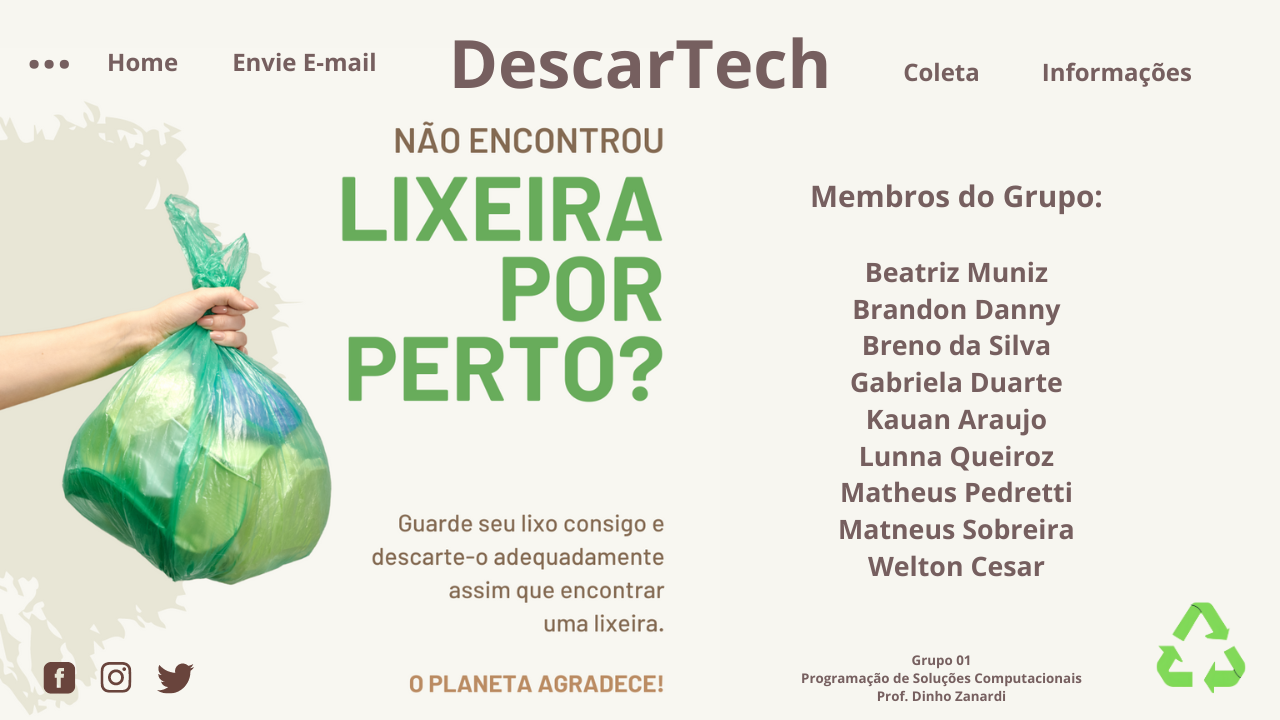 Home
Envie E-mail
DescarTech
Coleta
Informações
NÃO ENCONTROU
LIXEIRA
POR
PERTO?
Guarde seu lixo consigo e
descarte-o adequadamente
assim que encontrar
uma lixeira.
O PLANETA AGRADECE!
Membros do Grupo:
Beatriz Muniz
Brandon Danny
Breno da Silva
Gabriela Duarte
Kauan Araujo
Lunna Queiroz
Matheus Pedretti
Matneus Sobreira
Welton Cesar
Grupo 01
Programação de Soluções Computacionais
Prof. Dinho Zanardi